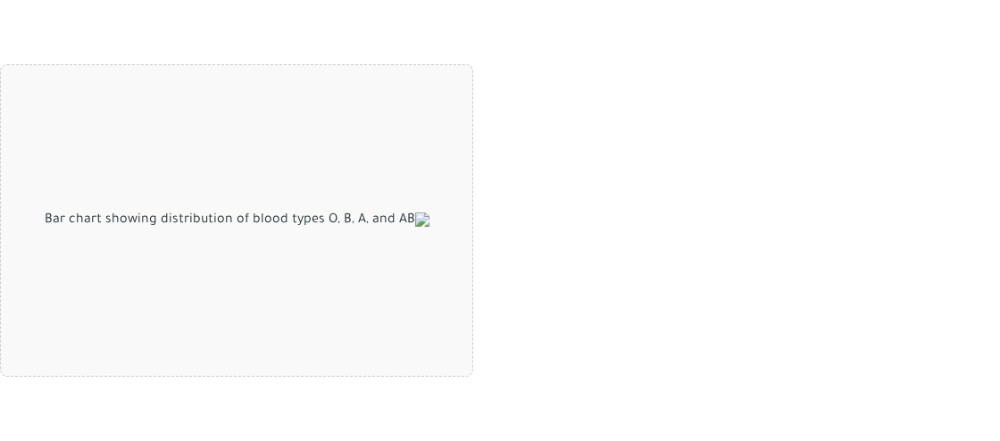 Bar chart showing distribution of blood types O, B, A, and AB